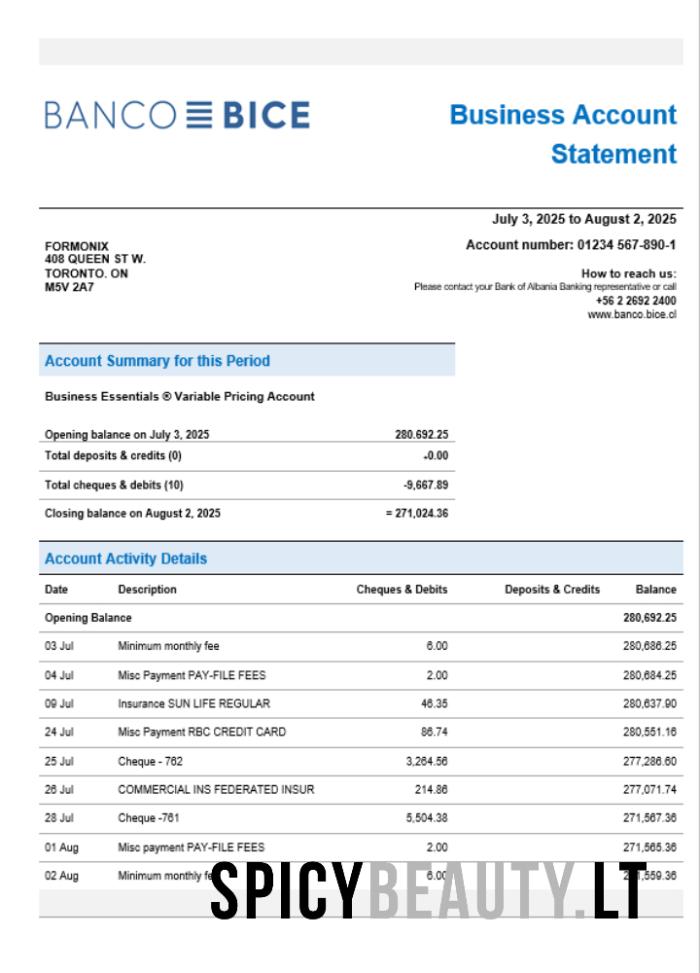 BANCO BICE
Business Account
Statement
July 3, 2025 to August 2, 2025
FORMONIX
408 QUEEN ST W.
TORONTO. ON
M5V 2A7
Account number: 01234 567-890-1
How to reach us:
Please contact your Bank of Albania Banking representative or call
+56 2 2692 2400
www.banco.bice.cl
Account Summary for this Period
Business Essentials ® Variable Pricing Account
Opening balance on July 3, 2025 280.692.25
Total deposits & credits (0) +0.00
Total cheques & debits (10) -9,667.89
Closing balance on August 2, 2025 = 271,024.36
Account Activity Details
Date Description Cheques & Debits Deposits & Credits Balance
Opening Balance 280,692.25
03 Jul Minimum monthly fee 6.00 280,686.25
04 Jul Misc Payment PAY-FILE FEES 2.00 280,684.25
09 Jul Insurance SUN LIFE REGULAR 46.35 280,637.90
24 Jul Misc Payment RBC CREDIT CARD 86.74 280,551.16
25 Jul Cheque - 762 3,264.56 277,286.60
26 Jul COMMERCIAL INS FEDERATED INSUR 214.86 277,071.74
28 Jul Cheque -761 5,504.38 271,567.36
01 Aug Misc payment PAY-FILE FEES 2.00 271,565.36
02 Aug Minimum monthly 6.00
SPICYBEAUTY.LT